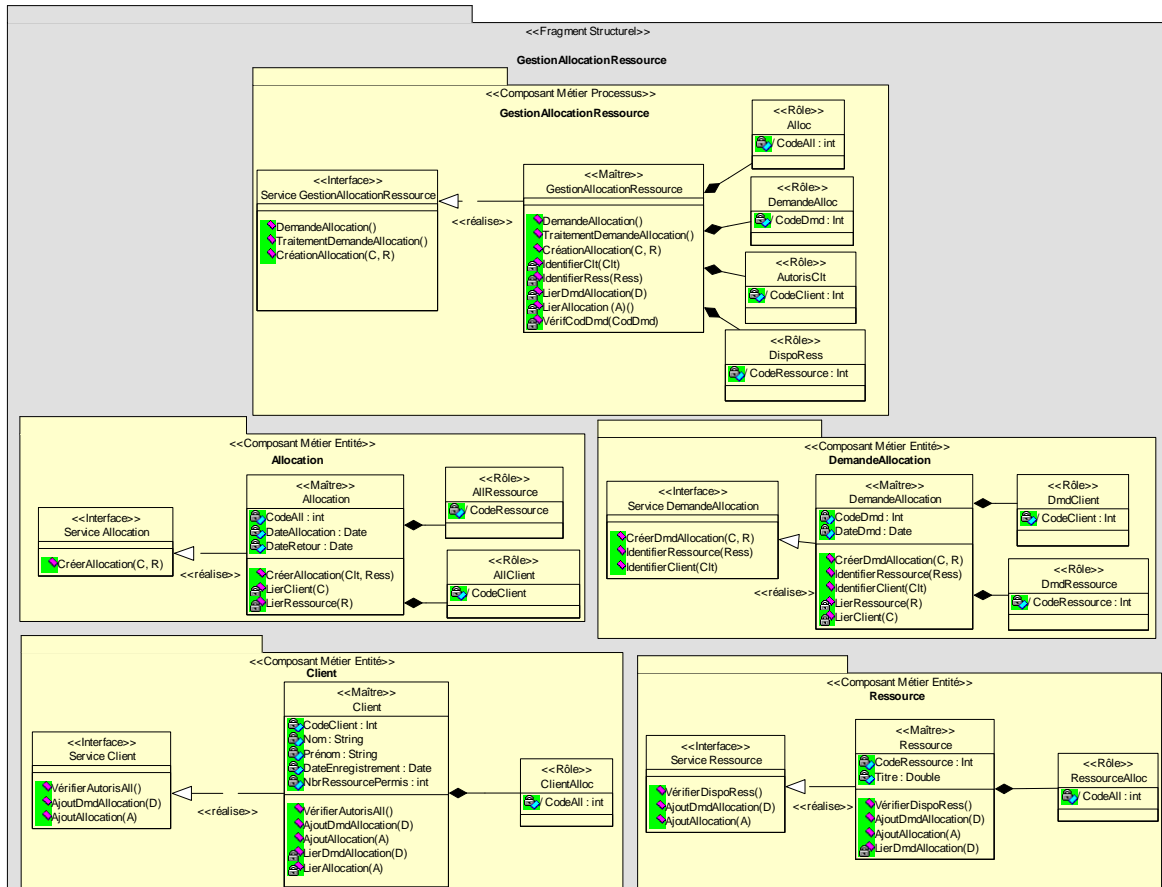 <<Fragment Structurel>>
GestionAllocationRessource
<<Composant Métier Processus>>
GestionAllocationRessource
<<Rôle>>
Alloc
/ CodeAll : int
<<Interface>>
Service GestionAllocationRessource
DemandeAllocation()
TraitementDemandeAllocation()
CréationAllocation(C, R)
<<réalise>>
<<Maître>>
GestionAllocationRessource
DemandeAllocation()
TraitementDemandeAllocation()
CréationAllocation(C, R)
IdentifierClt(Clt)
IdentifierRess(Ress)
LierDmdAllocation(D)
LierAllocation (A)()
VérifCodDmd(CodDmd)
<<Rôle>>
DemandeAlloc
/ CodeDmd : Int
<<Rôle>>
AutorisClt
/ CodeClient : Int
<<Rôle>>
DispoRess
/ CodeRessource : Int
<<Composant Métier Entité>>
Allocation
<<Interface>>
Service Allocation
CréerAllocation(C, R)
<<réalise>>
<<Maître>>
Allocation
CodeAll : int
DateAllocation : Date
DateRetour : Date
CréerAllocation(Clt, Ress)
LierClient(C)
LierRessource(R)
<<Rôle>>
AllRessource
/ CodeRessource
<<Rôle>>
AllClient
/ CodeClient
<<Composant Métier Entité>>
DemandeAllocation
<<Interface>>
Service DemandeAllocation
CréerDmdAllocation(C, R)
IdentifierRessource(Ress)
IdentifierClient(Clt)
<<réalise>>
<<Maître>>
DemandeAllocation
CodeDmd : Int
DateDmd : Date
CréerDmdAllocation(C, R)
IdentifierRessource(Ress)
IdentifierClient(Clt)
LierRessource(R)
LierClient(C)
<<Rôle>>
DmdClient
/ CodeClient : Int
<<Rôle>>
DmdRessource
/ CodeRessource : Int
<<Composant Métier Entité>>
Client
<<Interface>>
Service Client
VérifierAutorisAll()
AjoutDmdAllocation(D)
AjoutAllocation(A)
<<réalise>>
<<Maître>>
Client
CodeClient : Int
Nom : String
Prénom : String
DateEnregistrement : Date
NbrRessourcePermis : int
VérifierAutorisAll()
AjoutDmdAllocation(D)
AjoutAllocation(A)
LierDmdAllocation(D)
LierAllocation(A)
<<Rôle>>
ClientAlloc
/ CodeAll : int
<<Composant Métier Entité>>
Ressource
<<Interface>>
Service Ressource
VérifierDispoRess()
AjoutDmdAllocation(D)
AjoutAllocation(A)
<<réalise>>
<<Maître>>
Ressource
CodeRessource : Int
Titre : Double
VérifierDispoRess()
AjoutDmdAllocation(D)
AjoutAllocation(A)
LierDmdAllocation(D)
<<Rôle>>
RessourceAlloc
/ CodeAll : int